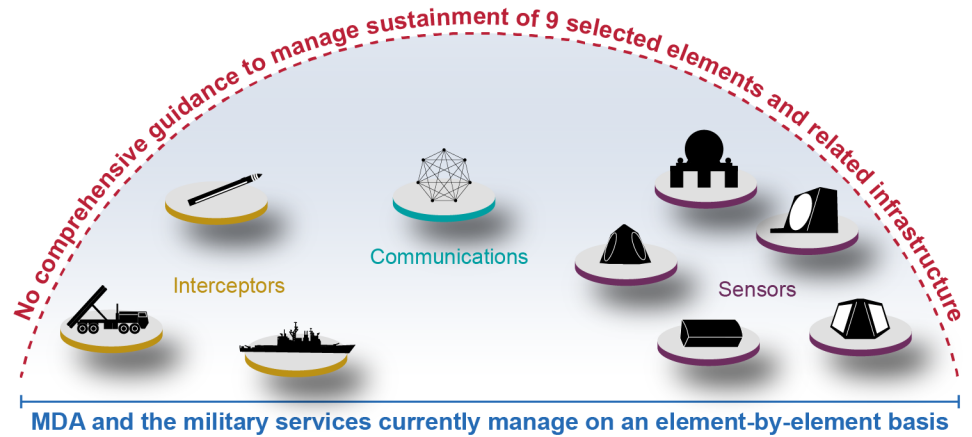 No comprehensive guidance to manage sustainment of 9 selected elements and related infrastructure
Communications
Interceptors
Sensors
MDA and the military services currently manage on an element-by-element basis